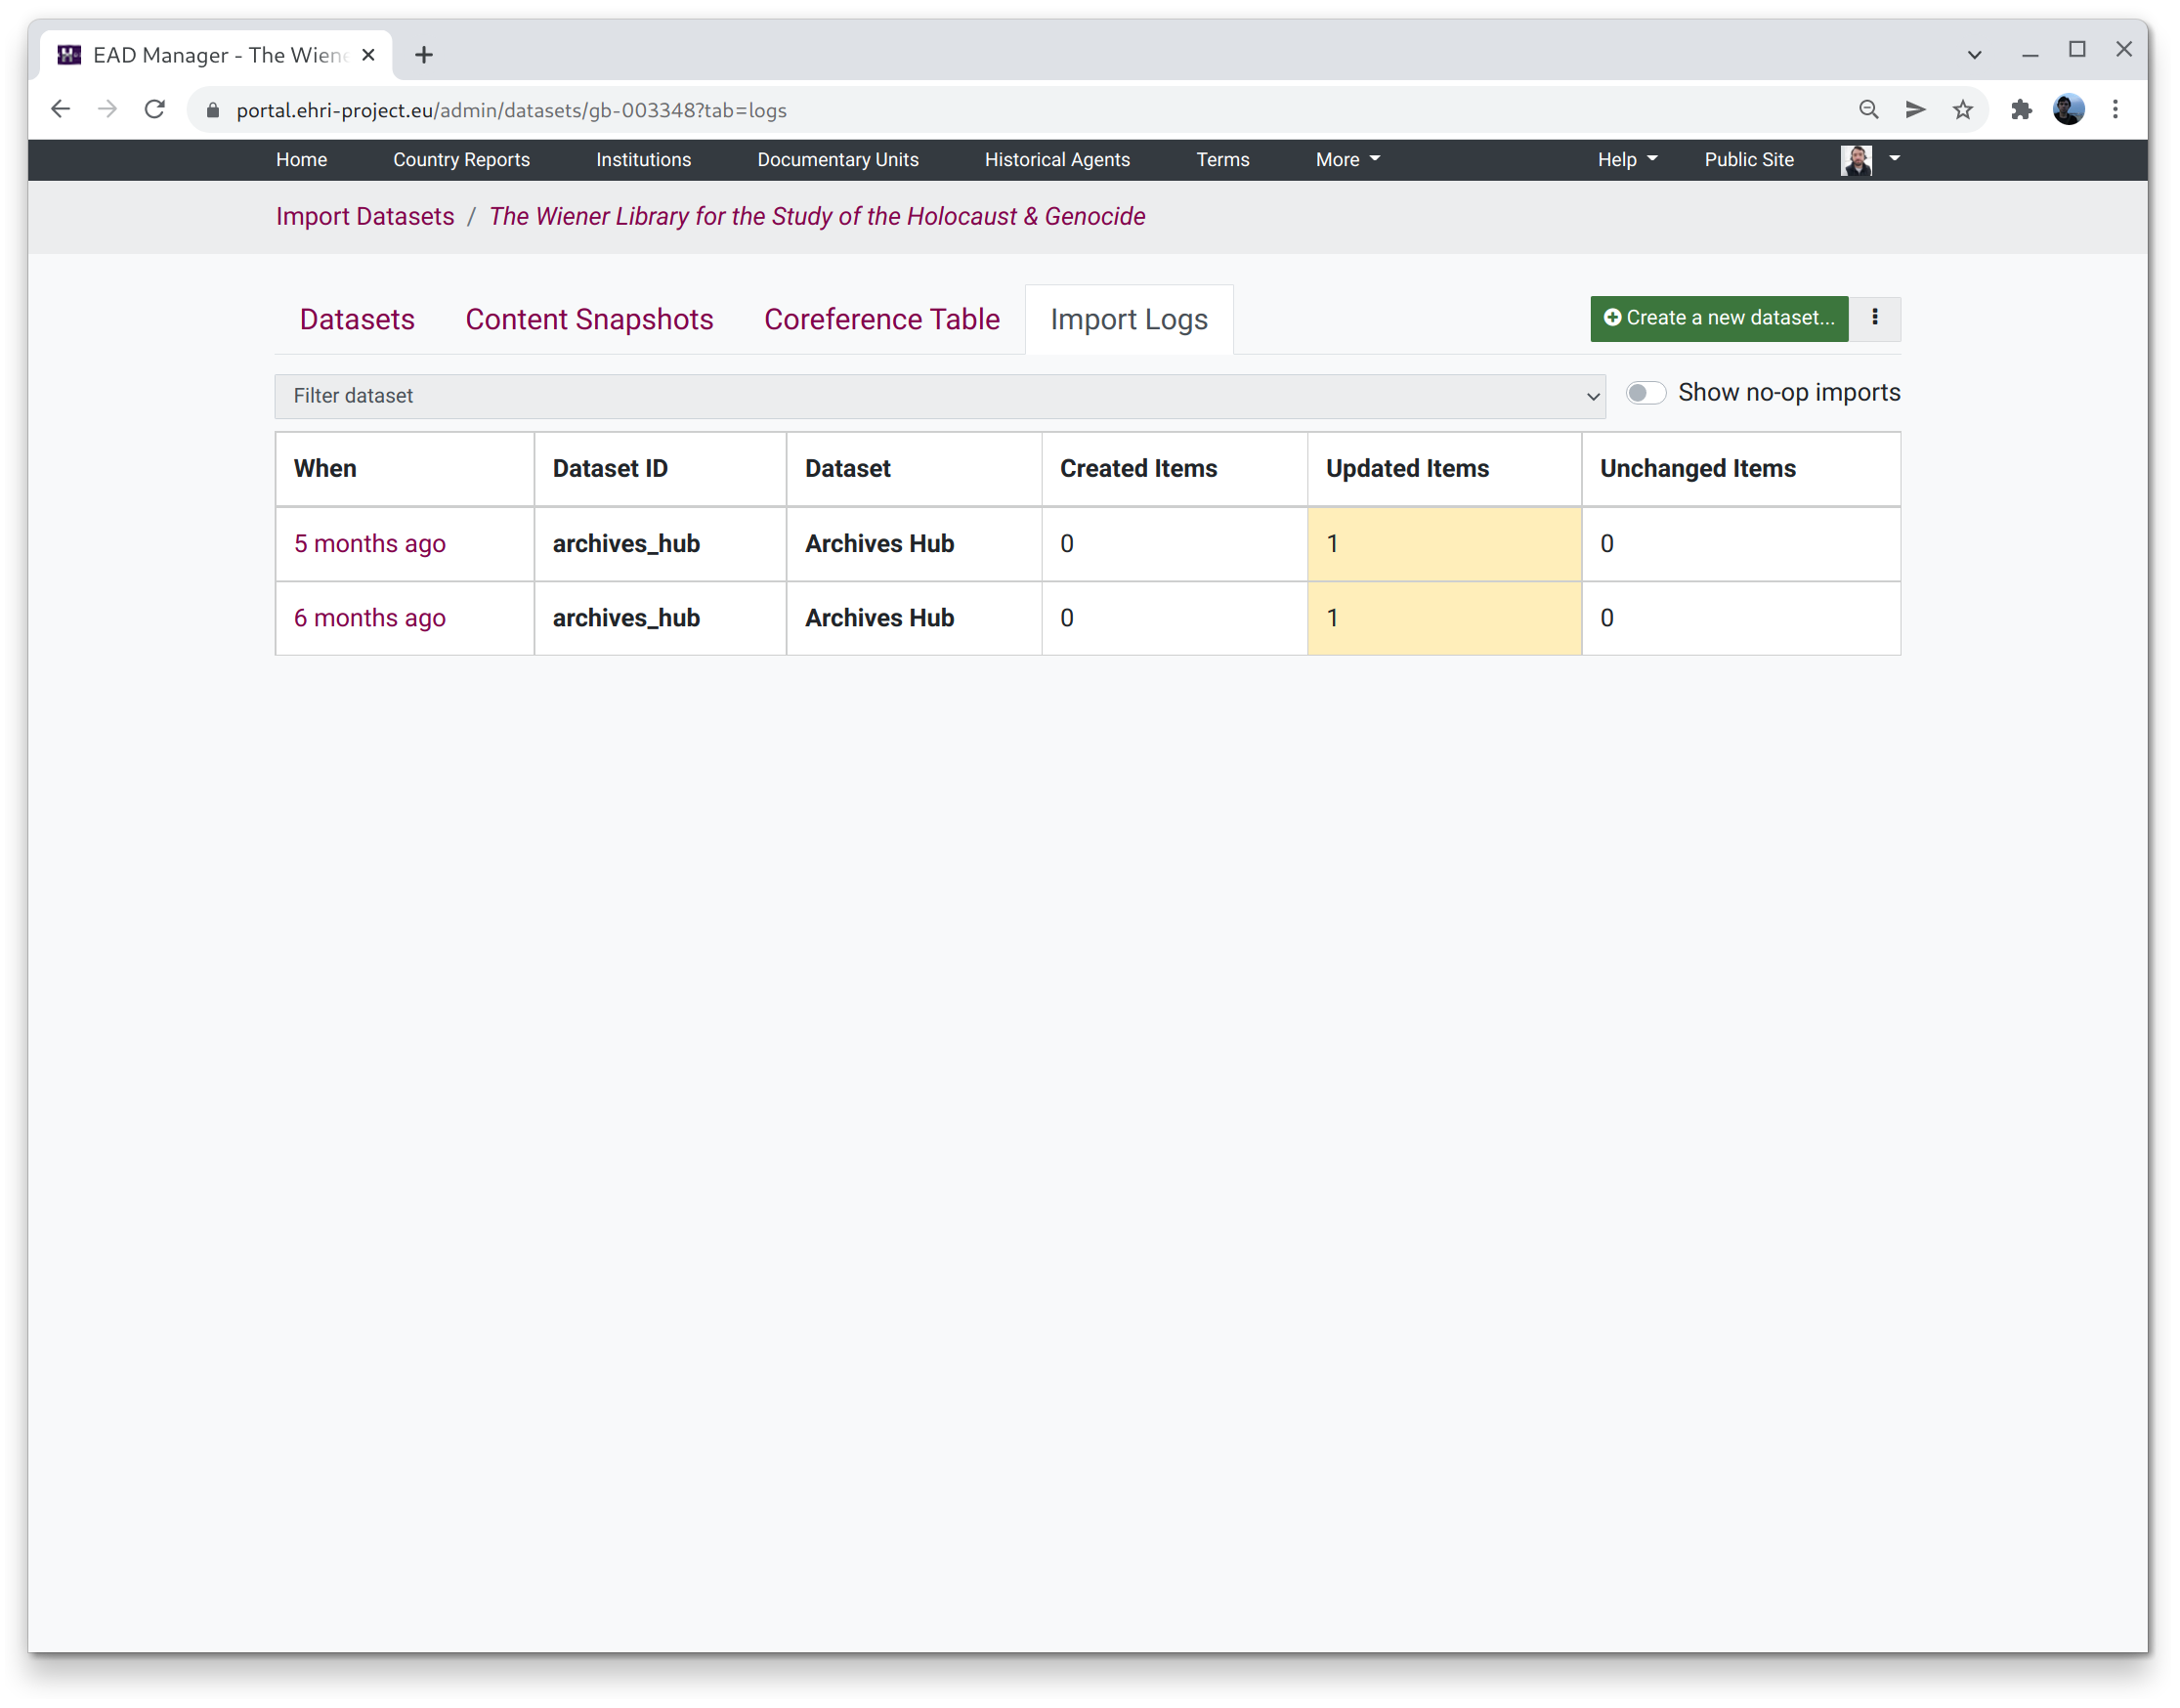 EAD Manager - The Wiene
portal.ehri-project.eu/admin/datasets/gb-003348?tab=logs
Home Country Reports Institutions Documentary Units Historical Agents Terms More Help Public Site
Import Datasets / The Wiener Library for the Study of the Holocaust & Genocide
Datasets Content Snapshots Coreference Table Import Logs Create a new dataset...
Filter dataset Show no-op imports
When Dataset ID Dataset Created Items Updated Items Unchanged Items
5 months ago archives_hub Archives Hub 0 1 0
6 months ago archives_hub Archives Hub 0 1 0